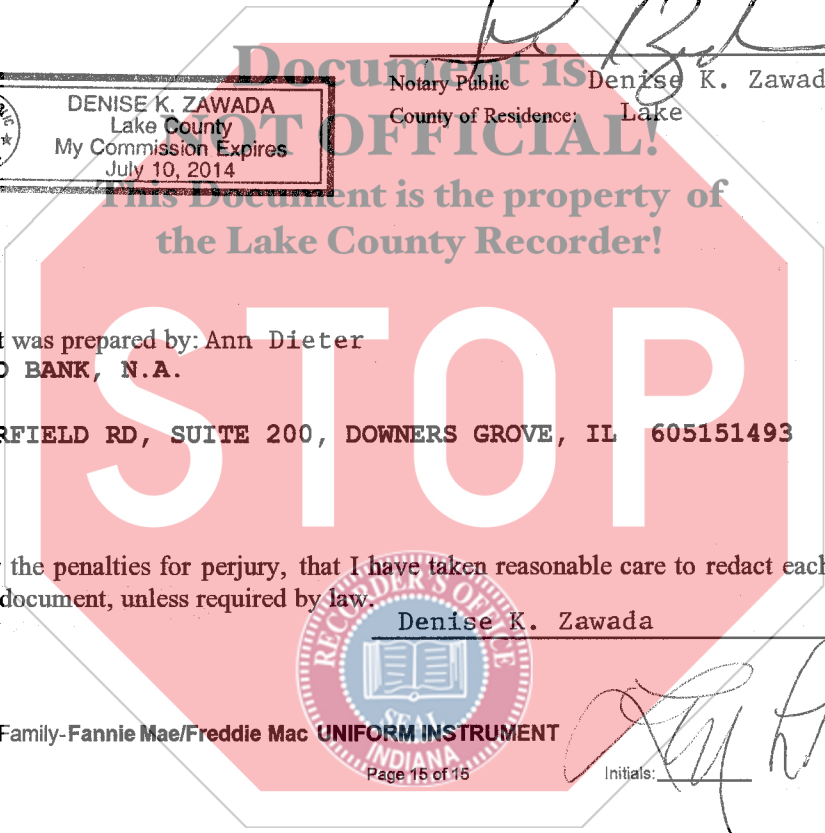 Document is
Notary Public Denise K. Zawad
DENISE K. ZAWADA
Lake County
My Commission Expires
July 10, 2014
County of Residence: Lake
NOT OFFICIAL!
This Document is the property of
the Lake County Recorder!
STOP
t was prepared by: Ann Dieter
O BANK, N.A.
RFIELD RD, SUITE 200, DOWNERS GROVE, IL 605151493
the penalties for perjury, that I have taken reasonable care to redact each
document, unless required by law.
Denise K. Zawada
RECORDER'S OFFICE
SEAL
INDIANA
Family-Fannie Mae/Freddie Mac UNIFORM INSTRUMENT
Page 15 of 15
Initials: